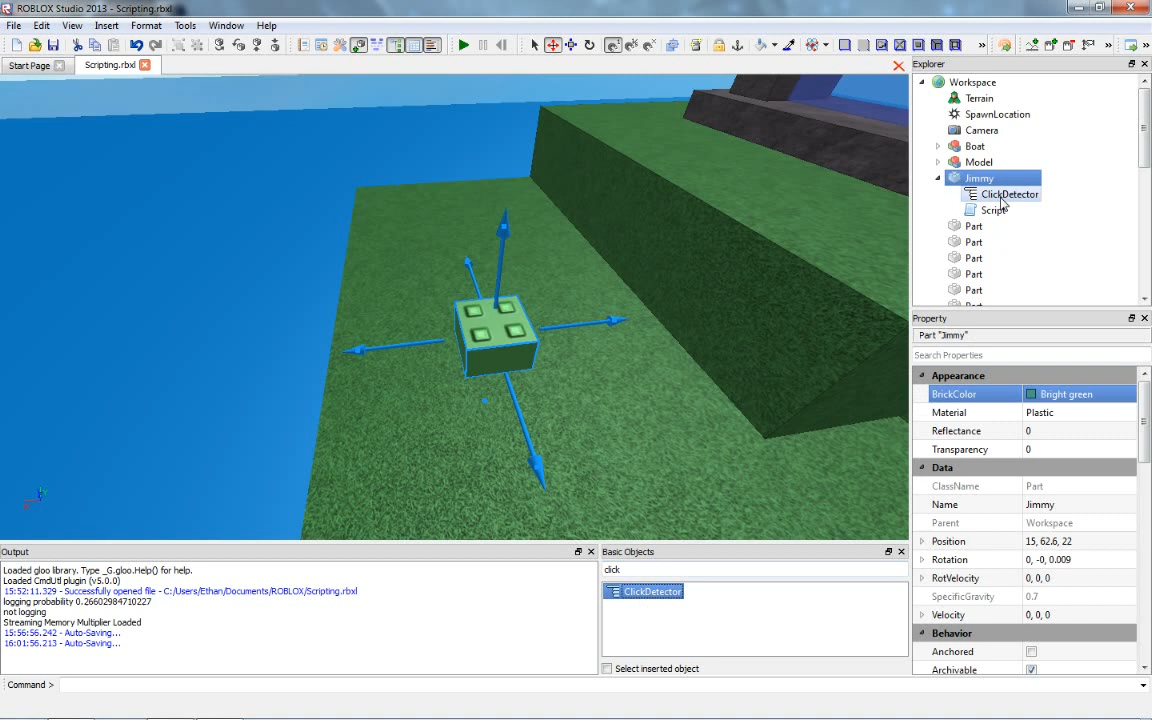 ROBLOX Studio 2013 - Scripting.rbxl
File Edit View Insert Format Tools Window Help
Start Page Scripting.rbxl
Explorer
Workspace
Terrain
SpawnLocation
Camera
Boat
Model
Jimmy
ClickDetector
Script
Part
Part
Part
Part
Part
Property
Part "Jimmy"
Search Properties
Appearance
BrickColor Bright green
Material Plastic
Reflectance 0
Transparency 0
Data
ClassName Part
Name Jimmy
Parent Workspace
Position 15, 62.6, 22
Rotation 0, -0, 0.009
RotVelocity 0, 0, 0
SpecificGravity 0.7
Velocity 0, 0, 0
Behavior
Anchored
Archivable
Output
Loaded gloo library. Type _G.gloo.Help() for help.
Loaded CmdUtl plugin (v5.0.0)
15:52:11.329 - Successfully opened file - C:/Users/Ethan/Documents/ROBLOX/Scripting.rbxl
logging probability 0.26602984710227
not logging
Streaming Memory Multiplier Loaded
15:56:56.242 - Auto-Saving...
16:01:56.213 - Auto-Saving...
Basic Objects
click
ClickDetector
Select inserted object
Command >